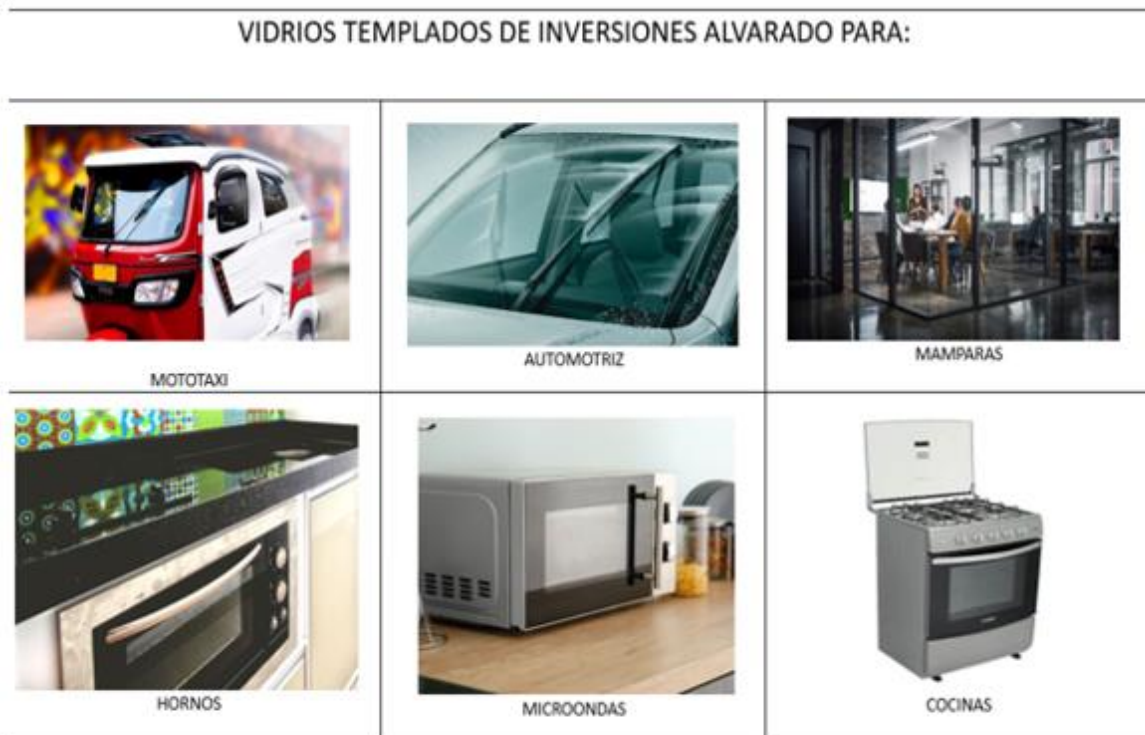 VIDRIOS TEMPLADOS DE INVERSIONES ALVARADO PARA:
MOTOTAXI
AUTOMOTRIZ
MAMPARAS
HORNOS
MICROONDAS
COCINAS